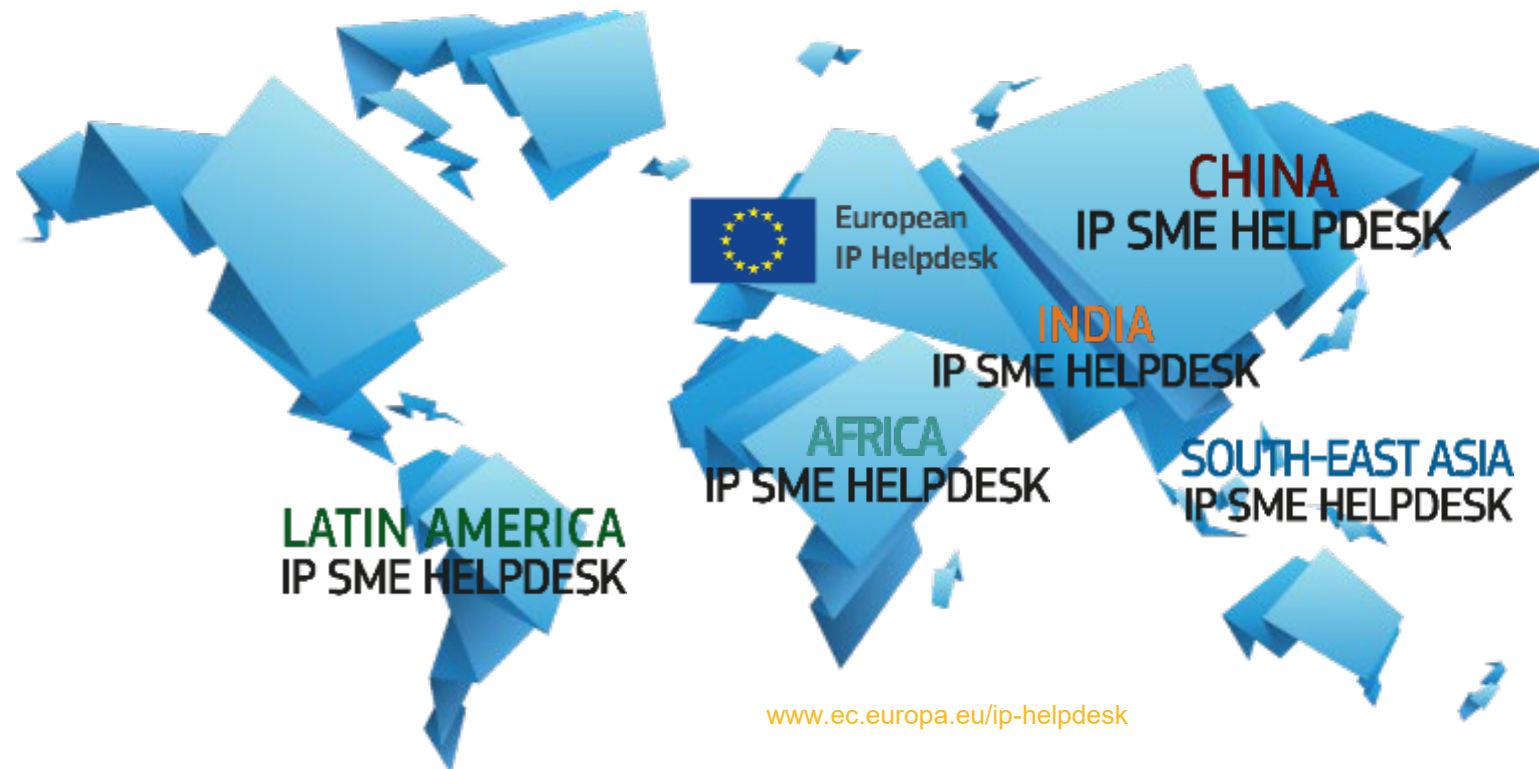 CHINA
IP SME HELPDESK
European
IP Helpdesk
INDIA
IP SME HELPDESK
AFRICA
IP SME HELPDESK
SOUTH-EAST ASIA
IP SME HELPDESK
LATIN AMERICA
IP SME HELPDESK
www.ec.europa.eu/ip-helpdesk